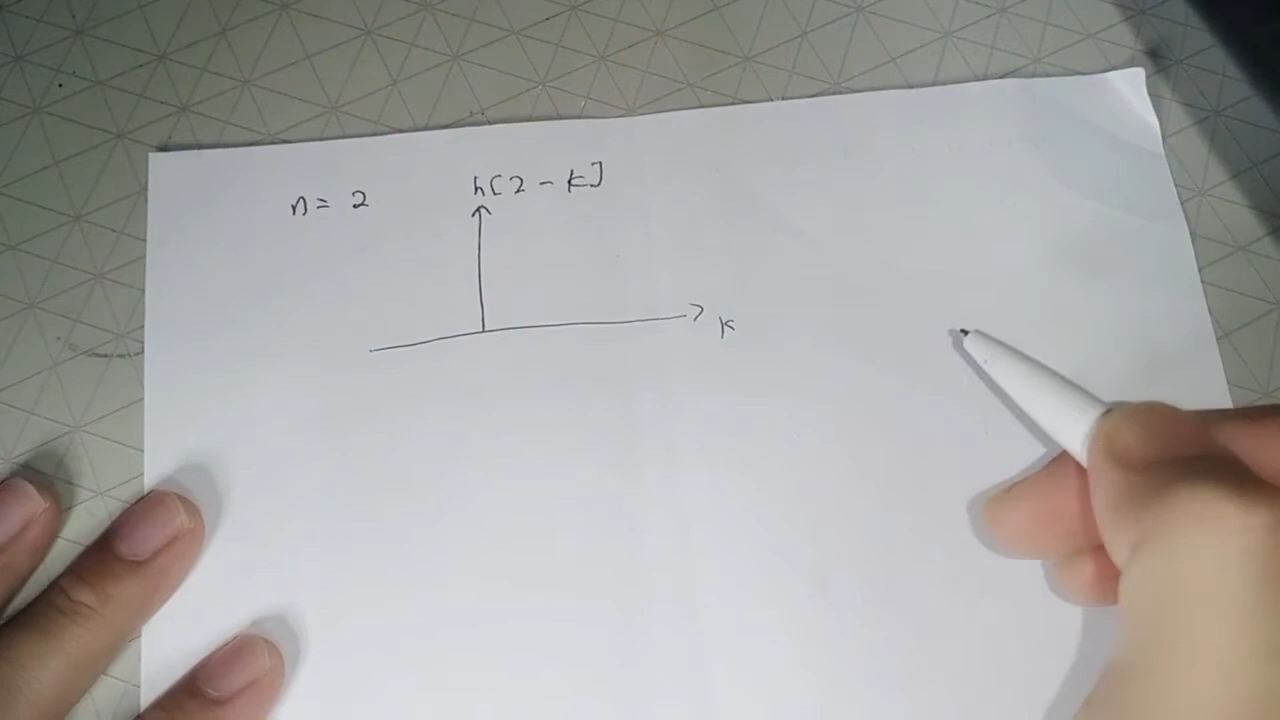 n = 2
h[2 - k]
k